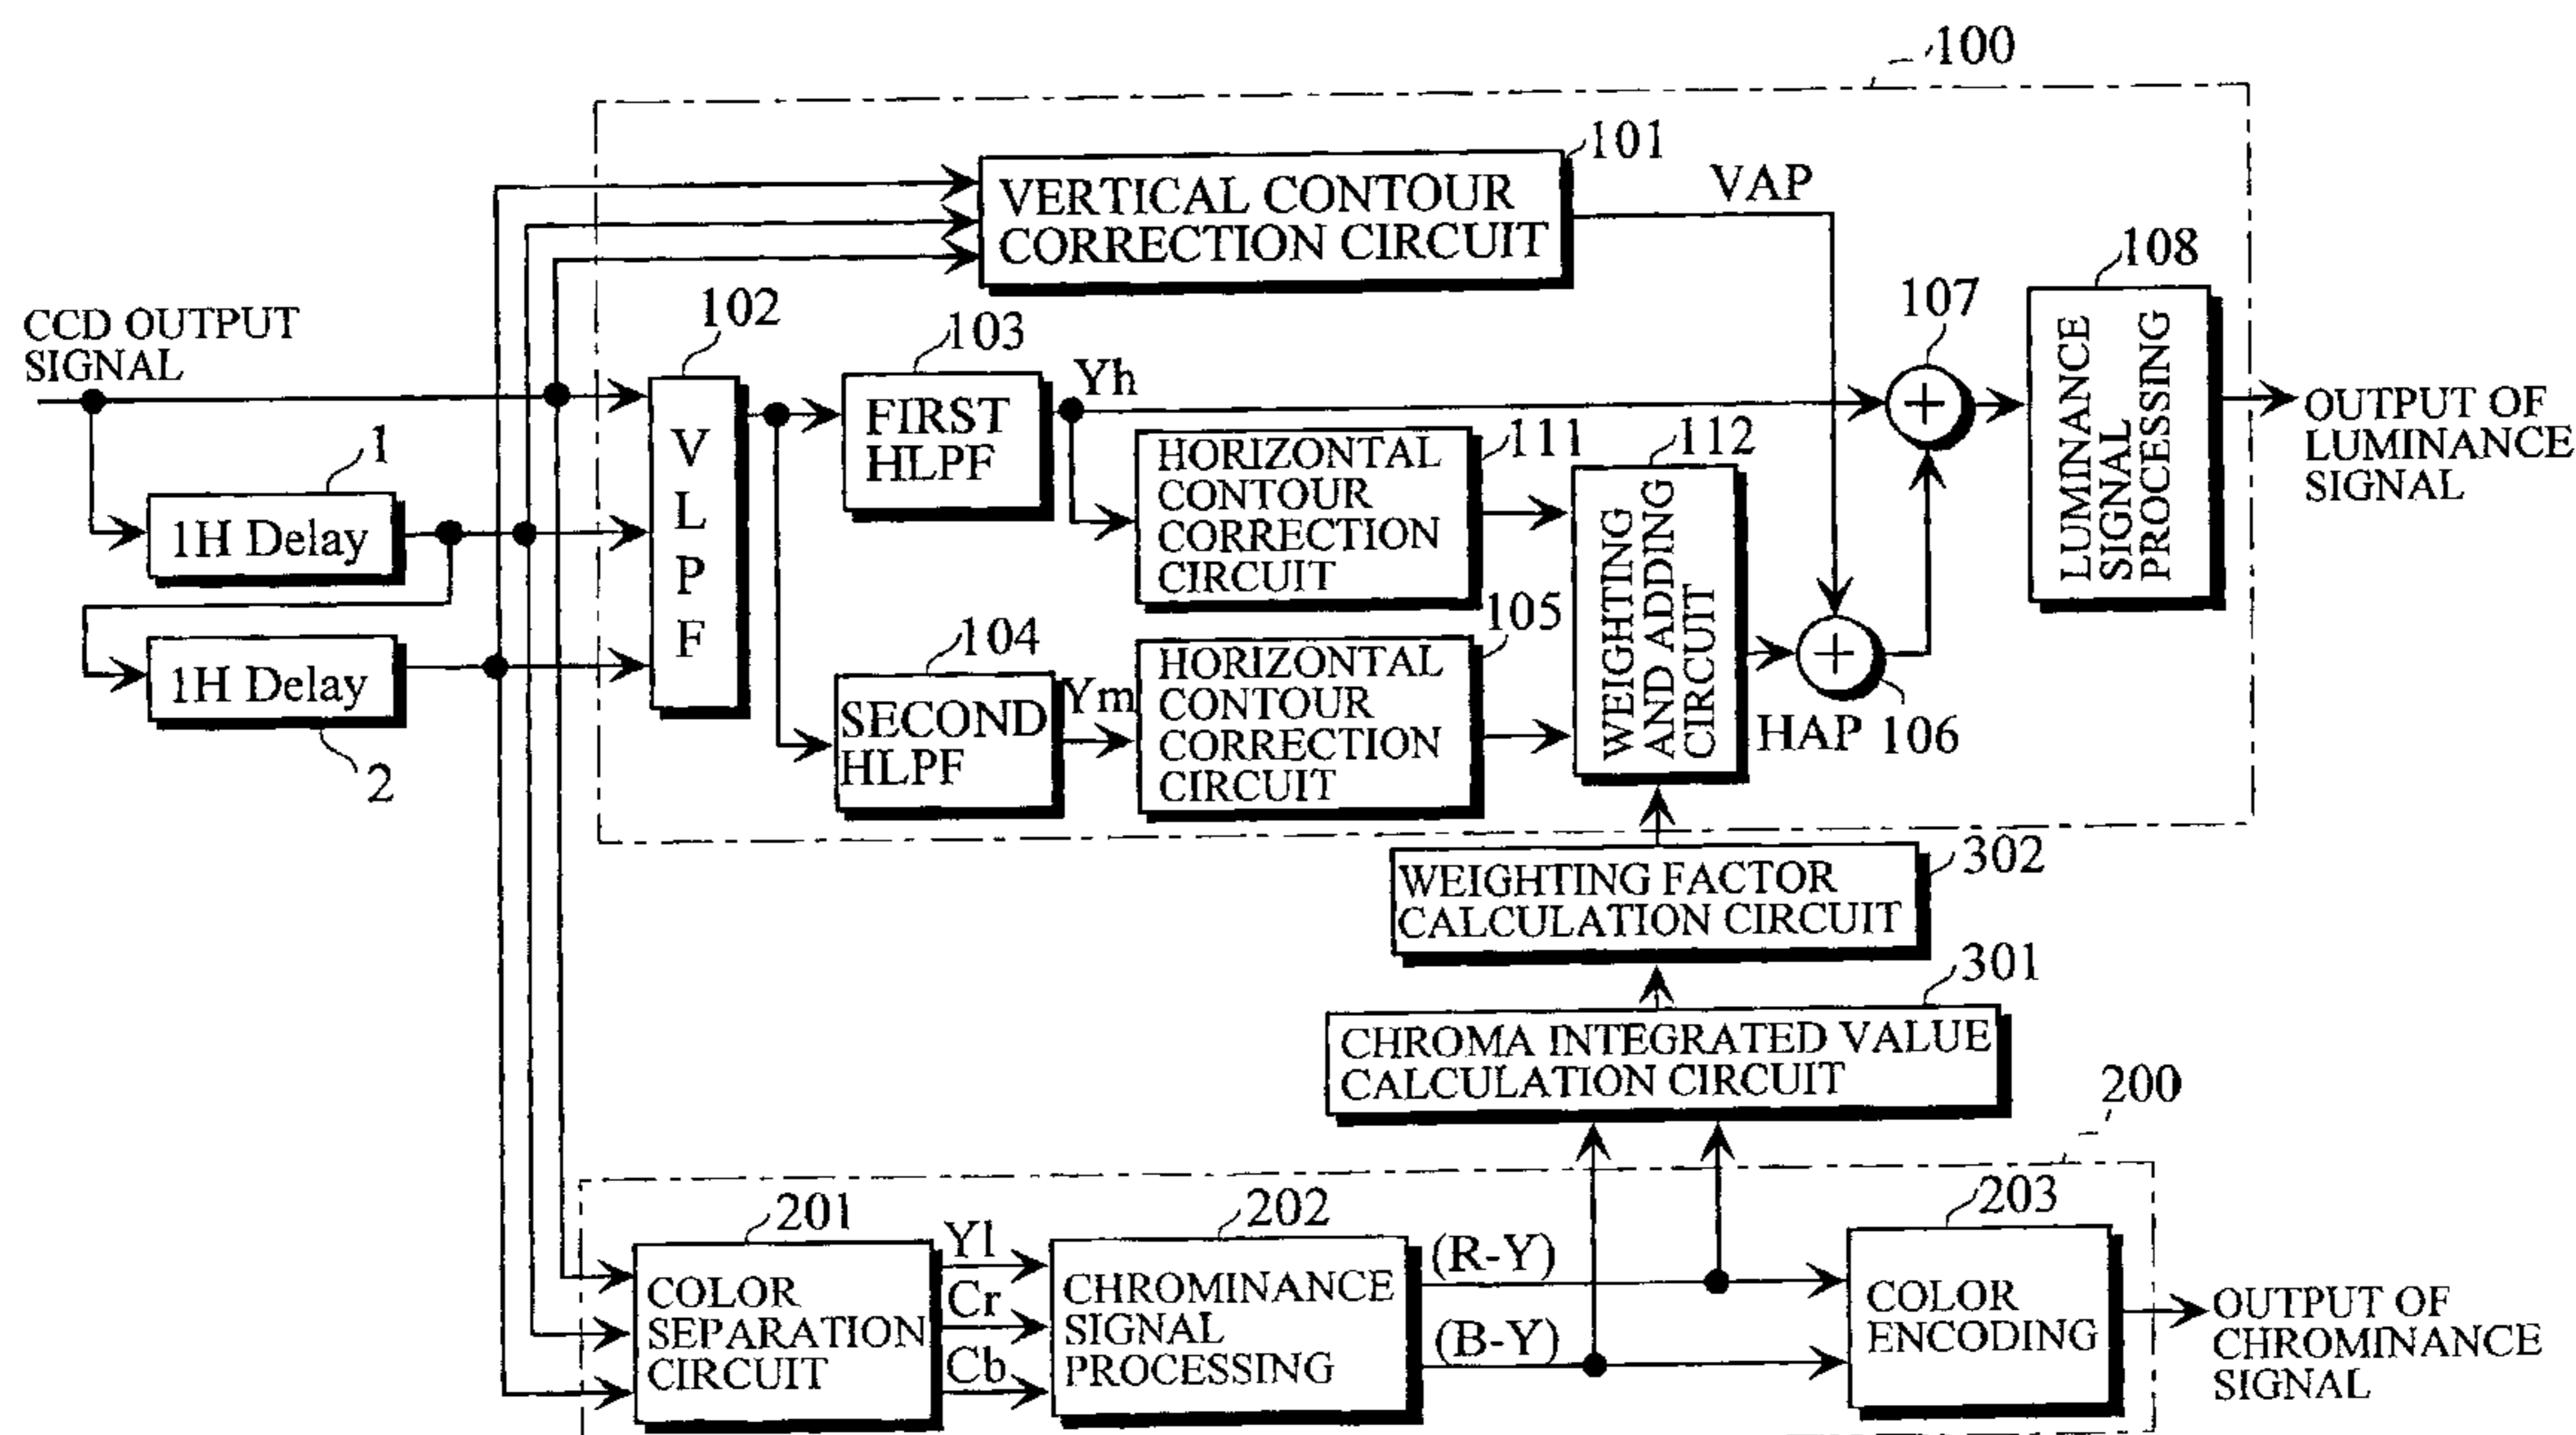 100
101
VERTICAL CONTOUR
CORRECTION CIRCUIT
VAP
108
107
LUMINANCE
SIGNAL
PROCESSING
CCD OUTPUT
SIGNAL
102
V
L
P
F
103
FIRST
HLPF
Yh
OUTPUT OF
LUMINANCE
SIGNAL
1
1H Delay
2
1H Delay
111
HORIZONTAL
CONTOUR
CORRECTION
CIRCUIT
112
WEIGHTING
AND ADDING
CIRCUIT
104
SECOND
HLPF
Ym
105
HORIZONTAL
CONTOUR
CORRECTION
CIRCUIT
HAP
106
302
WEIGHTING FACTOR
CALCULATION CIRCUIT
301
CHROMA INTEGRATED VALUE
CALCULATION CIRCUIT
200
201
COLOR
SEPARATION
CIRCUIT
Yl
Cr
Cb
202
CHROMINANCE
SIGNAL
PROCESSING
(R-Y)
(B-Y)
203
COLOR
ENCODING
OUTPUT OF
CHROMINANCE
SIGNAL